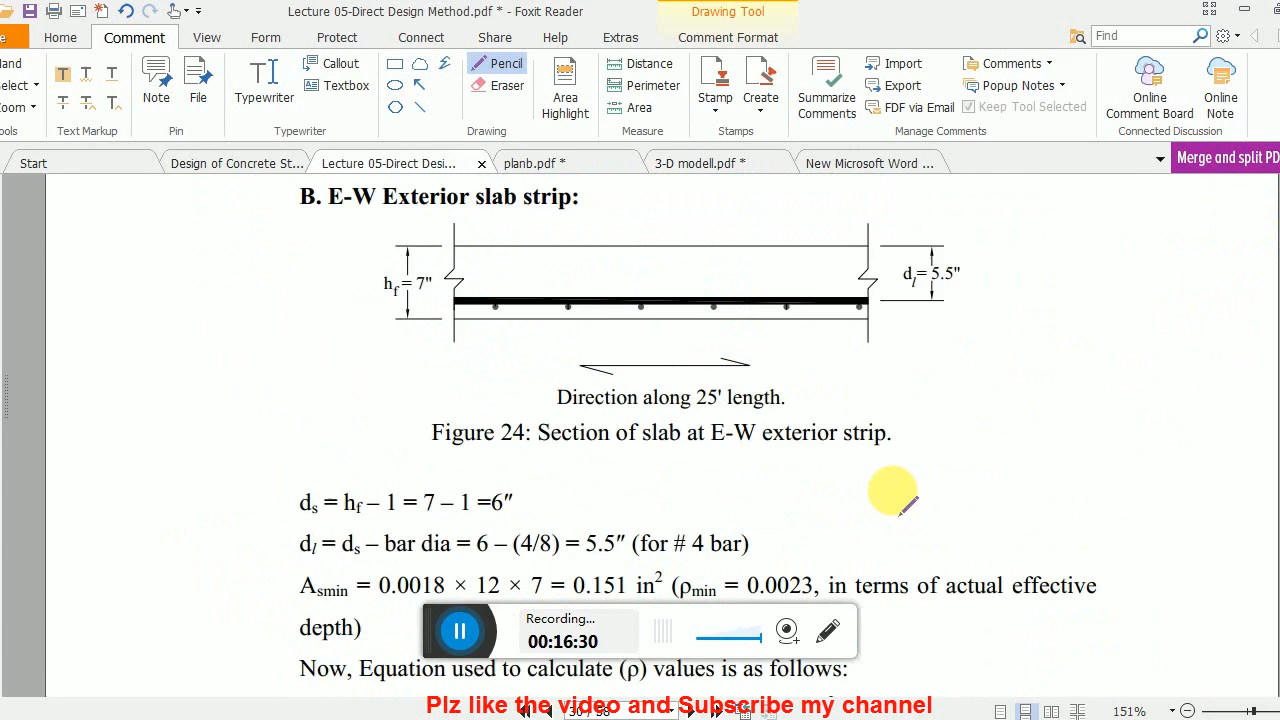 Lecture 05-Direct Design Method.pdf * - Foxit Reader
Drawing Tool
Home Comment View Form Protect Connect Share Help Extras Comment Format Find
Note File
Typewriter
Callout
Textbox
Pencil
Eraser
Area Highlight
Distance
Perimeter
Area
Stamp Create
Summarize Comments
Import
Export
FDF via Email
Comments
Popup Notes
Keep Tool Selected
Online Comment Board
Online Note
Text Markup Pin Typewriter Drawing Measure Stamps Manage Comments Connected Discussion
Start Design of Concrete St... Lecture 05-Direct Desi... planb.pdf * 3-D modell.pdf * New Microsoft Word ... Merge and split PD
B. E-W Exterior slab strip:
hf = 7"
dl = 5.5"
Direction along 25' length.
Figure 24: Section of slab at E-W exterior strip.
ds = hf – 1 = 7 – 1 =6″
dl = ds – bar dia = 6 – (4/8) = 5.5″ (for # 4 bar)
Asmin = 0.0018 × 12 × 7 = 0.151 in2 (ρmin = 0.0023, in terms of actual effective
depth)
Recording...
00:16:30
Now, Equation used to calculate (ρ) values is as follows:
Plz like the video and Subscribe my channel
151%